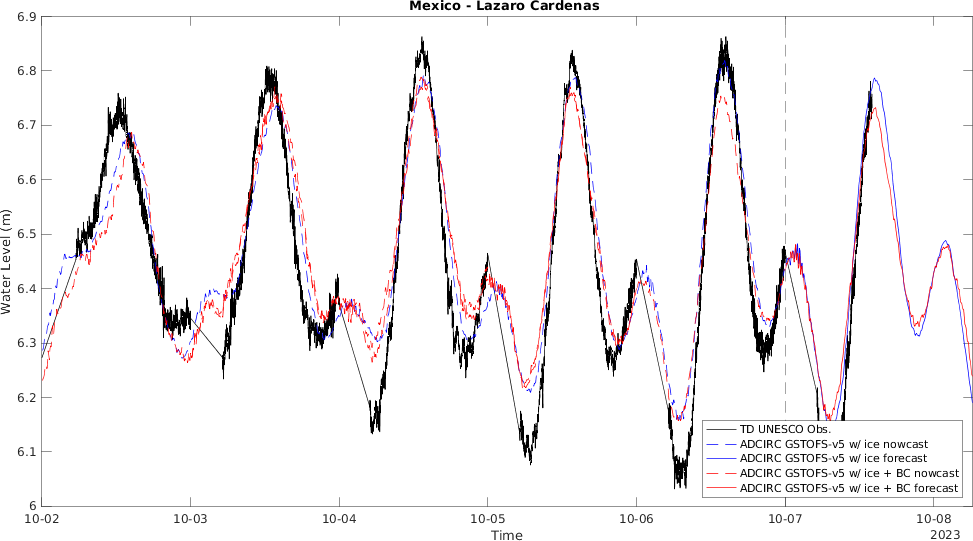 Mexico - Lazaro Cardenas
6.9
6.8
6.7
6.6
6.5
6.4
6.3
6.2
6.1
6
Water Level (m)
TD UNESCO Obs.
ADCIRC GSTOFS-v5 w/ ice nowcast
ADCIRC GSTOFS-v5 w/ ice forecast
ADCIRC GSTOFS-v5 w/ ice + BC nowcast
ADCIRC GSTOFS-v5 w/ ice + BC forecast
10-02 10-03 10-04 10-05 10-06 10-07 10-08
Time
2023